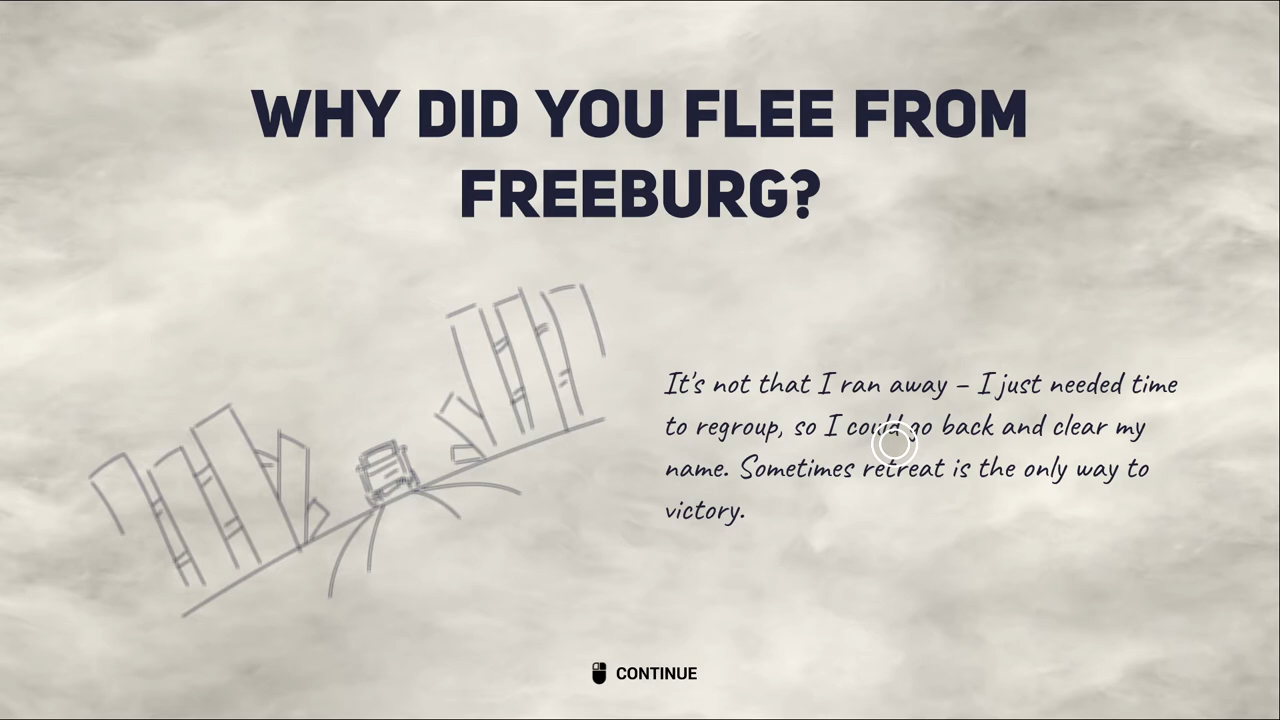 WHY DID YOU FLEE FROM
FREEBURG?
It's not that I ran away – I just needed time
to regroup, so I could go back and clear my
name. Sometimes retreat is the only way to
victory.
CONTINUE